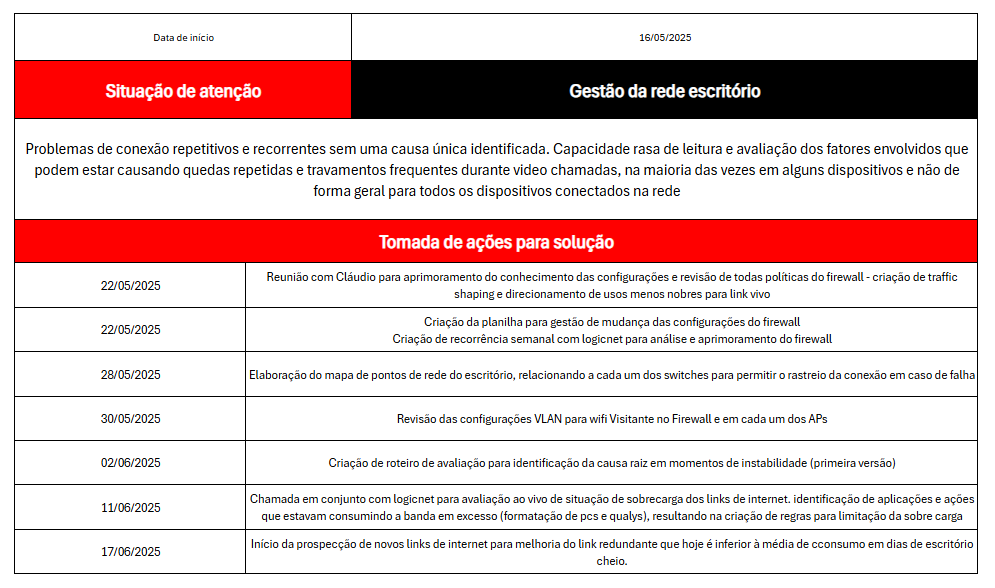 Data de início
16/05/2025
Situação de atenção
Gestão da rede escritório
Problemas de conexão repetitivos e recorrentes sem uma causa única identificada. Capacidade rasa de leitura e avaliação dos fatores envolvidos que
podem estar causando quedas repetidas e travamentos frequentes durante video chamadas, na maioria das vezes em alguns dispositivos e não de
forma geral para todos os dispositivos conectados na rede
Tomada de ações para solução
22/05/2025
Reunião com Cláudio para aprimoramento do conhecimento das configurações e revisão de todas políticas do firewall - criação de traffic
shaping e direcionamento de usos menos nobres para link vivo
22/05/2025
Criação da planilha para gestão de mudança das configurações do firewall
Criação de recorrência semanal com logicnet para análise e aprimoramento do firewall
28/05/2025
Elaboração do mapa de pontos de rede do escritório, relacionando a cada um dos switches para permitir o rastreio da conexão em caso de falha
30/05/2025
Revisão das configurações VLAN para wifi Visitante no Firewall e em cada um dos APs
02/06/2025
Criação de roteiro de avaliação para identificação da causa raiz em momentos de instabilidade (primeira versão)
11/06/2025
Chamada em conjunto com logicnet para avaliação ao vivo de situação de sobrecarga dos links de internet. identificação de aplicações e ações
que estavam consumindo a banda em excesso (formatação de pcs e qualys), resultando na criação de regras para limitação da sobre carga
17/06/2025
Início da prospecção de novos links de internet para melhoria do link redundante que hoje é inferior à média de cconsumo em dias de escritório
cheio.